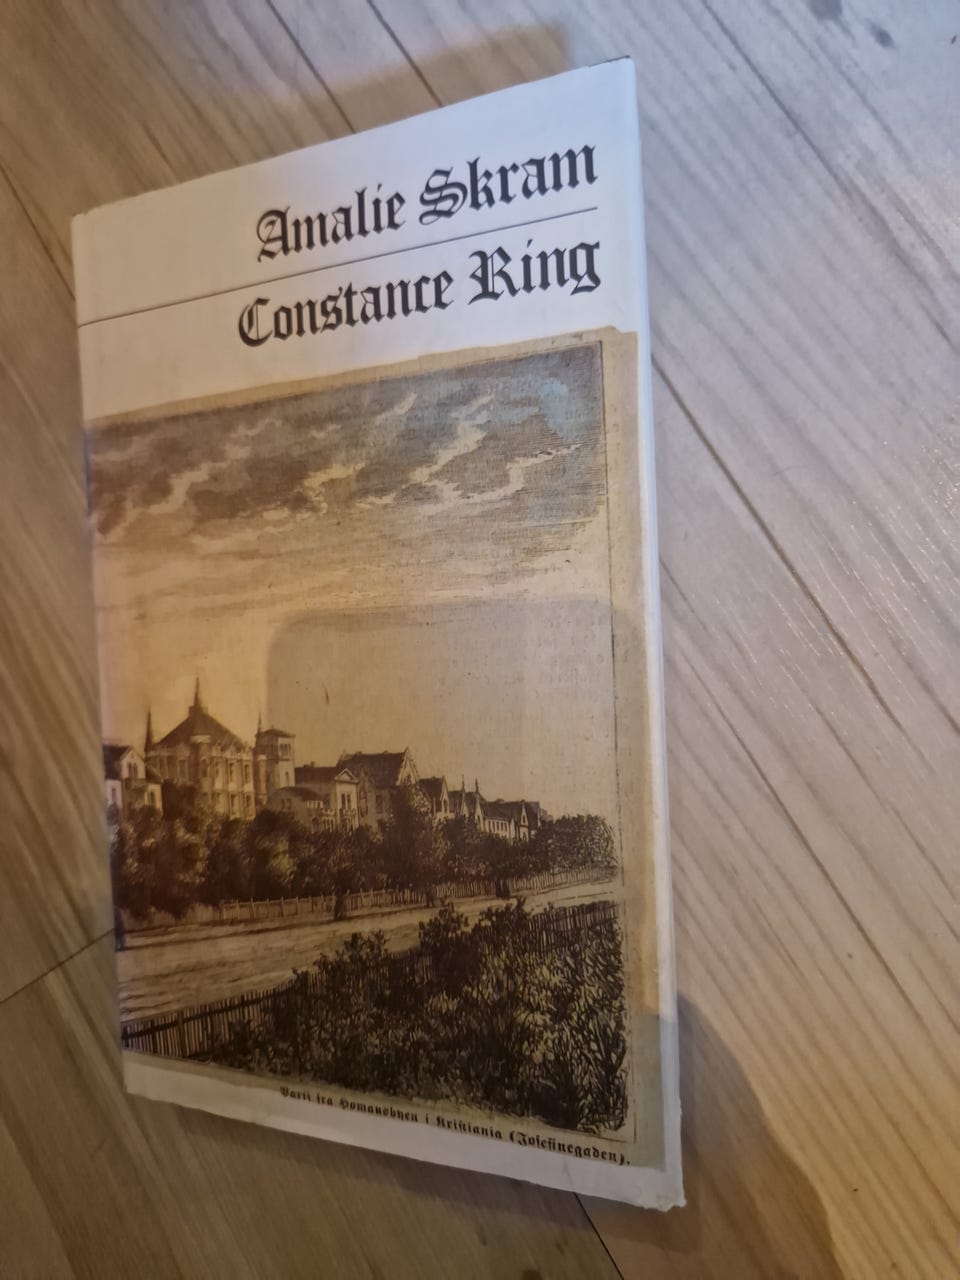 Amalie Skram
Constance Ring
Parti fra Homansbyen i Kristiania (Josefinegaden).